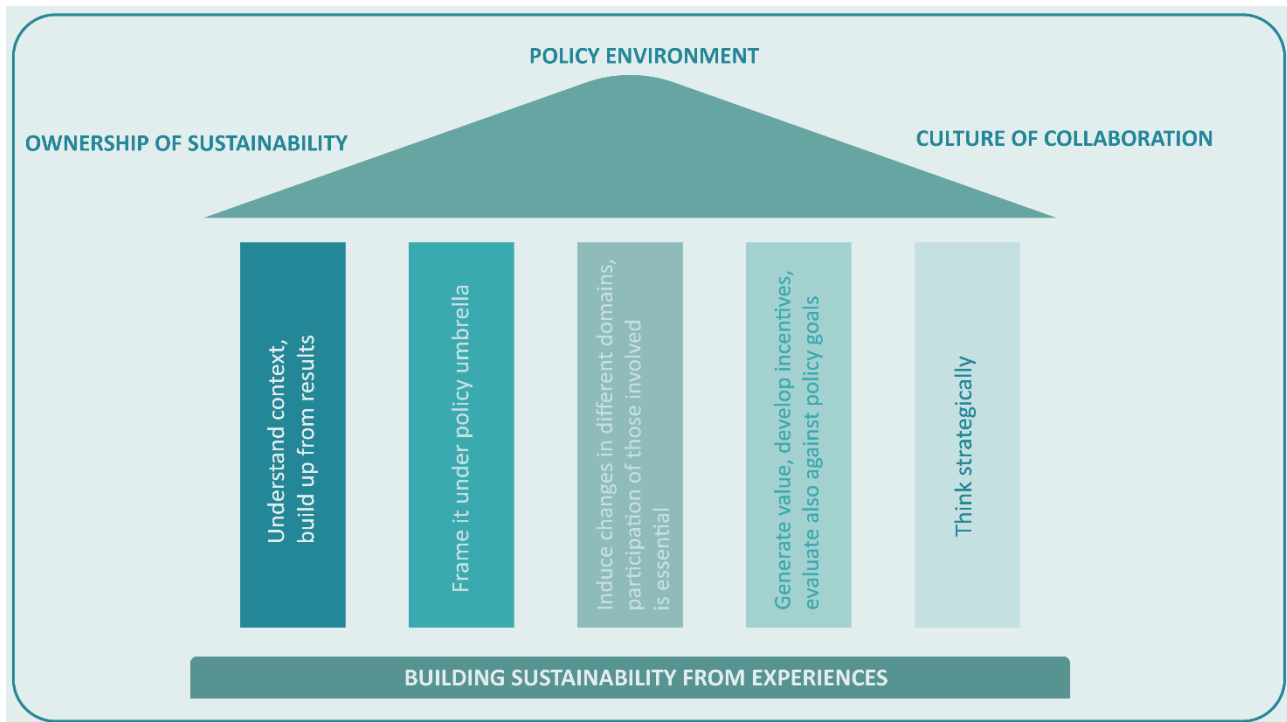 POLICY ENVIRONMENT
OWNERSHIP OF SUSTAINABILITY
CULTURE OF COLLABORATION
Understand context,
build up from results
Frame it under policy umbrella
Induce changes in different domains,
participation of those involved
is essential
Generate value, develop incentives,
evaluate also against policy goals
Think strategically
BUILDING SUSTAINABILITY FROM EXPERIENCES